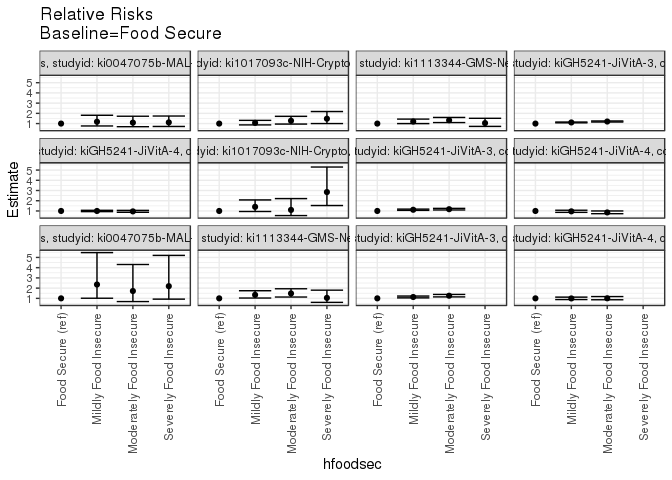 Relative Risks
Baseline=Food Secure
s, studyid: ki0047075b-MAL- dyid: ki1017093c-NIH-Crypto studyid: ki1113344-GMS-Ne studyid: kiGH5241-JiVitA-3, c
5
4
3
2
1
studyid: kiGH5241-JiVitA-4, c dyid: ki1017093c-NIH-Crypto, studyid: kiGH5241-JiVitA-3, co studyid: kiGH5241-JiVitA-4, c
5
4
3
2
1
s, studyid: ki0047075b-MAL- studyid: ki1113344-GMS-Ne studyid: kiGH5241-JiVitA-3, c studyid: kiGH5241-JiVitA-4, c
5
4
3
2
1
Estimate
Food Secure (ref) Mildly Food Insecure Moderately Food Insecure Severely Food Insecure Food Secure (ref) Mildly Food Insecure Moderately Food Insecure Severely Food Insecure Food Secure (ref) Mildly Food Insecure Moderately Food Insecure Severely Food Insecure Food Secure (ref) Mildly Food Insecure Moderately Food Insecure Severely Food Insecure
hfoodsec